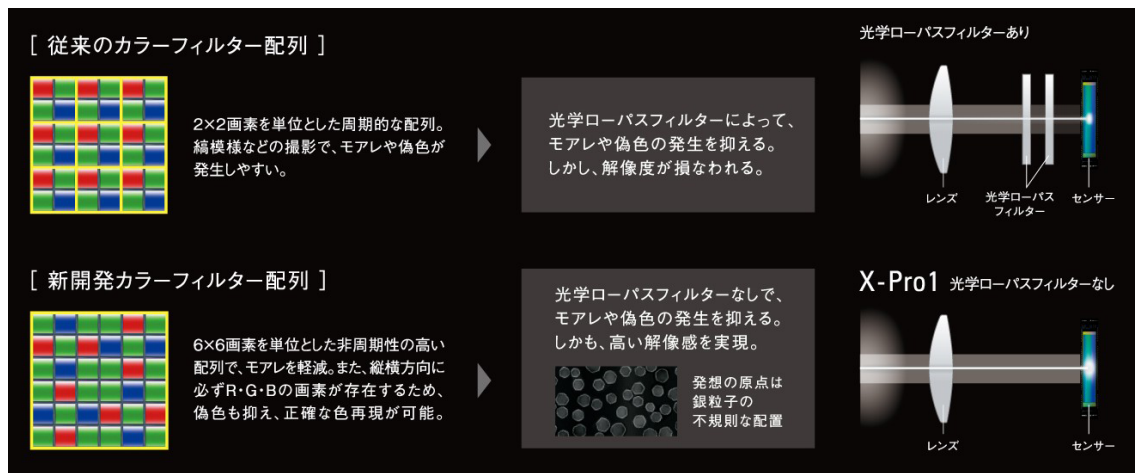 [ 従来のカラーフィルター配列 ]
2×2画素を単位とした周期的な配列。
縞模様などの撮影で、モアレや偽色が
発生しやすい。
光学ローパスフィルターによって、
モアレや偽色の発生を抑える。
しかし、解像度が損なわれる。
光学ローパスフィルターあり
レンズ
光学ローパス
フィルター
センサー
[ 新開発カラーフィルター配列 ]
6×6画素を単位とした非周期性の高い
配列で、モアレを軽減。また、縦横方向に
必ずR・G・Bの画素が存在するため、
偽色も抑え、正確な色再現が可能。
光学ローパスフィルターなしで、
モアレや偽色の発生を抑える。
しかも、高い解像感を実現。
発想の原点は
銀粒子の
不規則な配置
X-Pro1 光学ローパスフィルターなし
レンズ
センサー